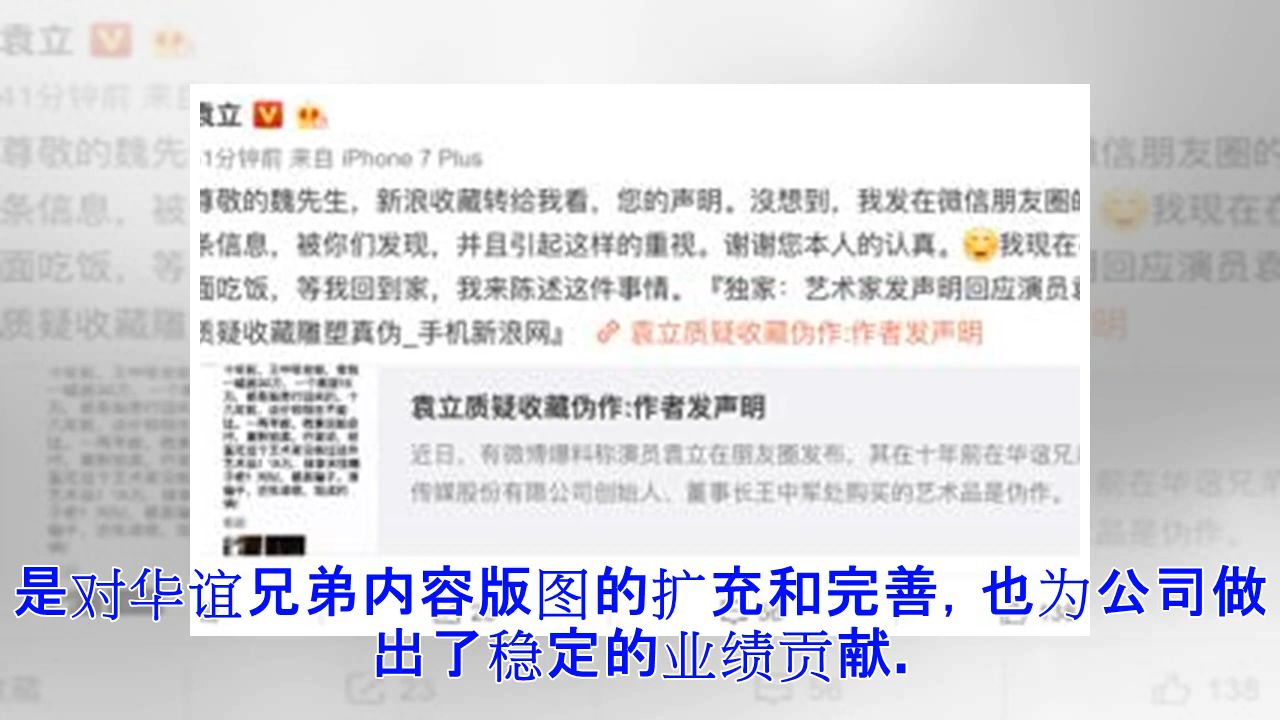 袁立
1分钟前 来自 iPhone 7 Plus
尊敬的魏先生，新浪收藏转给我看，您的声明。沒想到，我发在微信朋友圈的
条信息，被你们发现，并且引起这样的重视。谢谢您本人的认真。我现在在
面吃饭，等我回到家，我来陈述这件事情。『独家：艺术家发声明回应演员袁
质疑收藏雕塑真伪_手机新浪网』 袁立质疑收藏伪作:作者发声明
袁立质疑收藏伪作:作者发声明
近日，有微博爆料称演员袁立在朋友圈发布，其在十年前在华谊兄
传媒股份有限公司创始人、董事长王中军处购买的艺术品是伪作。
是对华谊兄弟内容版图的扩充和完善, 也为公司做
出了稳定的业绩贡献.
23
56
138